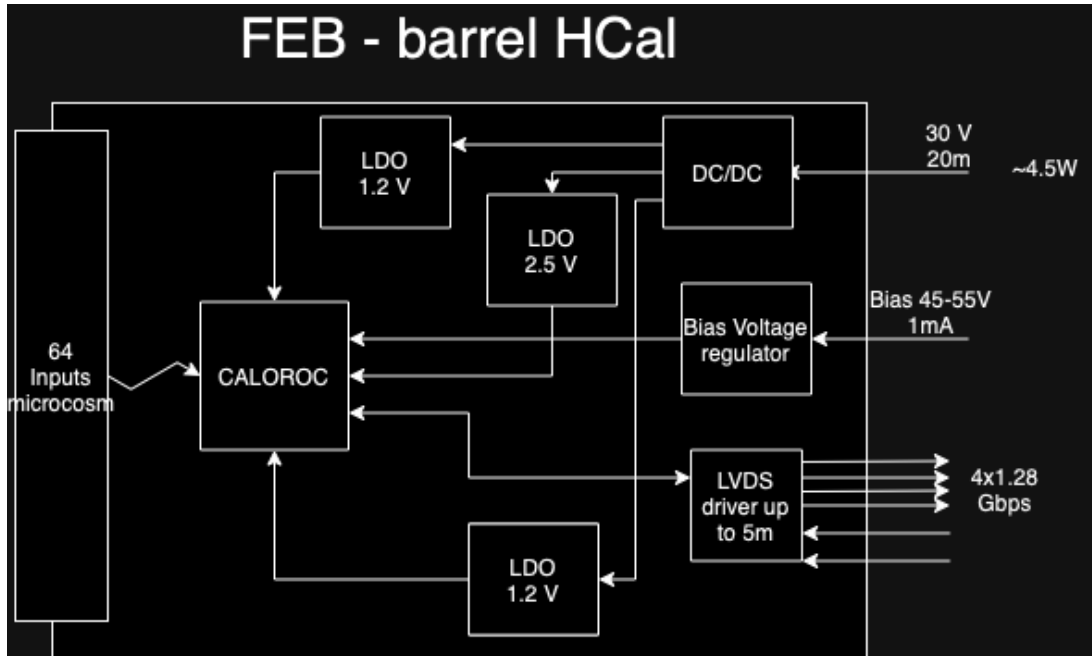 FEB - barrel HCal
LDO
1.2 V
DC/DC
30 V
20m
~4.5W
LDO
2.5 V
Bias Voltage
regulator
Bias 45-55V
1mA
64
Inputs
microcosm
CALOROC
LVDS
driver up
to 5m
4x1.28
Gbps
LDO
1.2 V